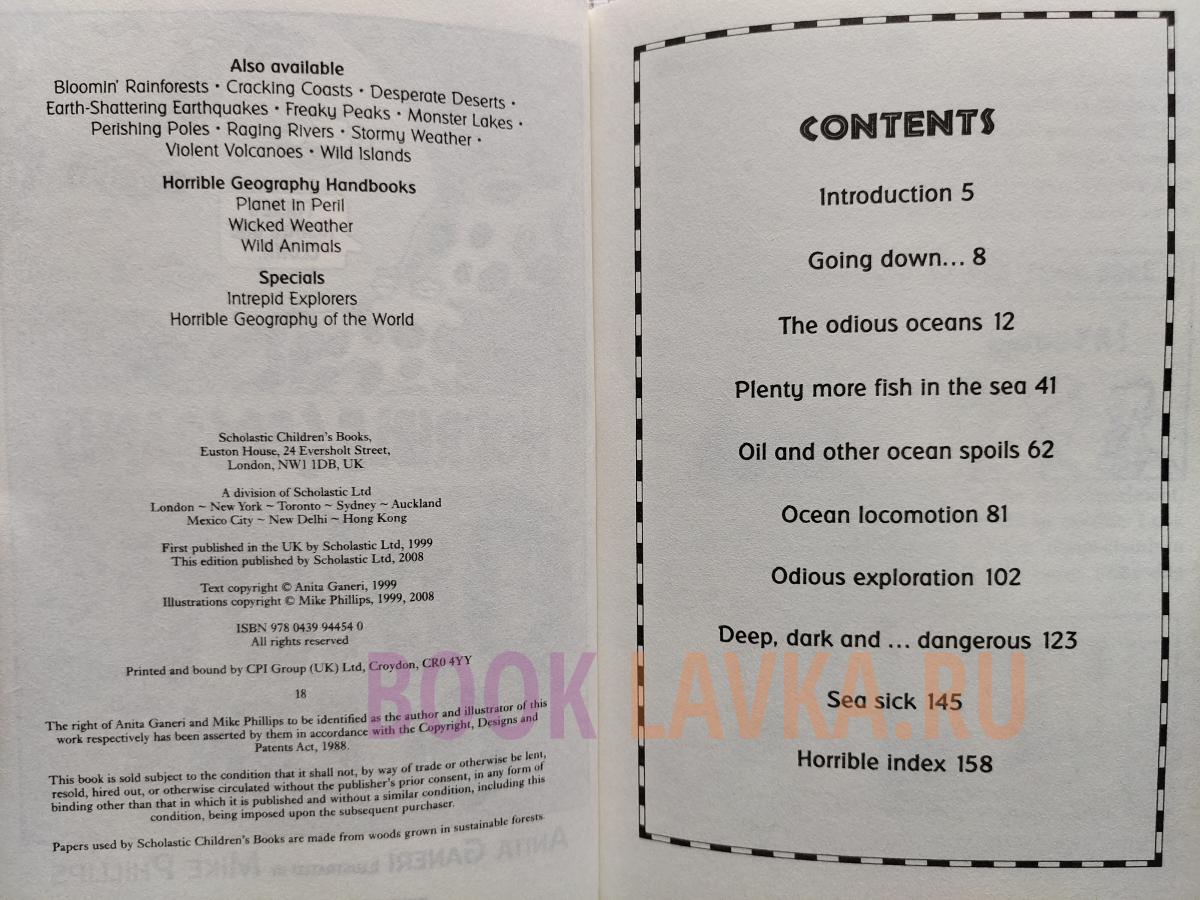 Also available
Bloomin' Rainforests • Cracking Coasts • Desperate Deserts •
Earth-Shattering Earthquakes • Freaky Peaks • Monster Lakes •
Perishing Poles • Raging Rivers • Stormy Weather •
Violent Volcanoes • Wild Islands
Horrible Geography Handbooks
Planet in Peril
Wicked Weather
Wild Animals
Specials
Intrepid Explorers
Horrible Geography of the World
Scholastic Children's Books,
Euston House, 24 Eversholt Street,
London, NW1 1DB, UK
A division of Scholastic Ltd
London ~ New York ~ Toronto ~ Sydney ~ Auckland
Mexico City ~ New Delhi ~ Hong Kong
First published in the UK by Scholastic Ltd, 1999
This edition published by Scholastic Ltd, 2008
Text copyright © Anita Ganeri, 1999
Illustrations copyright © Mike Phillips, 1999, 2008
ISBN 978 0439 94454 0
All rights reserved
Printed and bound by CPI Group (UK) Ltd, Croydon, CR0 4YY
18
The right of Anita Ganeri and Mike Phillips to be identified as the author and illustrator of this
work respectively has been asserted by them in accordance with the Copyright, Designs and
Patents Act, 1988.
This book is sold subject to the condition that it shall not, by way of trade or otherwise be lent,
resold, hired out, or otherwise circulated without the publisher's prior consent, in any form of
binding other than that in which it is published and without a similar condition, including this
condition, being imposed upon the subsequent purchaser.
Papers used by Scholastic Children's Books are made from woods grown in sustainable forests.
ANITA GANERI ILLUSTRATED BY MIKE PHILLIPS
CONTENTS
Introduction 5
Going down... 8
The odious oceans 12
Plenty more fish in the sea 41
Oil and other ocean spoils 62
Ocean locomotion 81
Odious exploration 102
Deep, dark and ... dangerous 123
Sea sick 145
Horrible index 158
BOOK LAVKA.RU